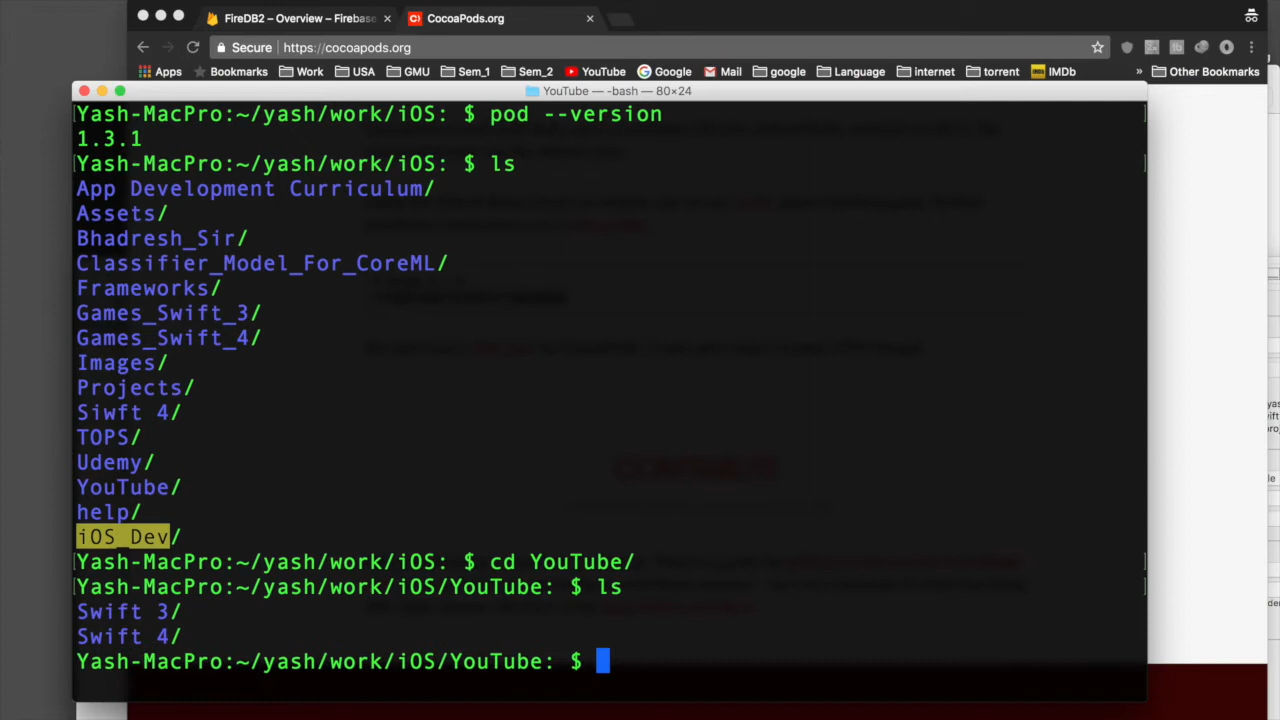 FireDB2 – Overview – Firebase
CocoaPods.org
Secure
https://cocoapods.org
Apps
Bookmarks
Work
USA
GMU
Sem_1
Sem_2
YouTube
Google
Mail
google
Language
internet
torrent
IMDb
»
Other Bookmarks
YouTube — -bash — 80×24
Yash-MacPro:~/yash/work/iOS: $ pod --version
1.3.1
Yash-MacPro:~/yash/work/iOS: $ ls
App Development Curriculum/
Assets/
Bhadresh_Sir/
Classifier_Model_For_CoreML/
Frameworks/
Games_Swift_3/
Games_Swift_4/
Images/
Projects/
Siwft 4/
TOPS/
Udemy/
YouTube/
help/
iOS_Dev/
Yash-MacPro:~/yash/work/iOS: $ cd YouTube/
Yash-MacPro:~/yash/work/iOS/YouTube: $ ls
Swift 3/
Swift 4/
Yash-MacPro:~/yash/work/iOS/YouTube: $